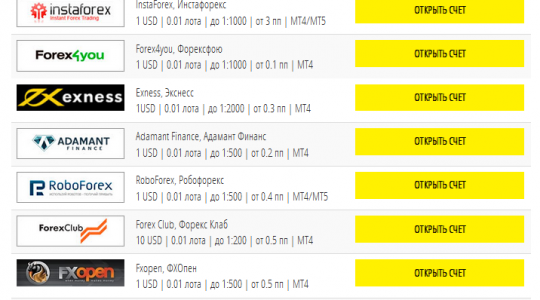 instaforex
Instant Forex Trading
InstaForex, Инстафорекс
1 USD | 0.01 лота | до 1:1000 | от 3 пп | MT4/MT5
ОТКРЫТЬ СЧЕТ
Forex4you
Forex4you, Форексфою
1 USD | 0.01 лота | до 1:1000 | от 0.1 пп | MT4
ОТКРЫТЬ СЧЕТ
exness
Exness, Экснесс
1 USD | 0.01 лота | до 1:2000 | от 0.3 пп | MT4
ОТКРЫТЬ СЧЕТ
ADAMANT
FINANCE
Adamant Finance, Адамант Финанс
1 USD | 0.01 лота | до 1:500 | от 0.2 пп | MT4
ОТКРЫТЬ СЧЕТ
RoboForex
RoboForex, Робофорекс
1 USD | 0.01 лота | до 1:500 | от 0.4 пп | MT4/MT5
ОТКРЫТЬ СЧЕТ
ForexClub
Forex Club, Форекс Клаб
10 USD | 0.01 лота | до 1:200 | от 0.5 пп | MT4
ОТКРЫТЬ СЧЕТ
FXopen
Fxopen, ФХОпен
1 USD | 0.01 лота | до 1:500 | от 0.5 пп | MT4
ОТКРЫТЬ СЧЕТ